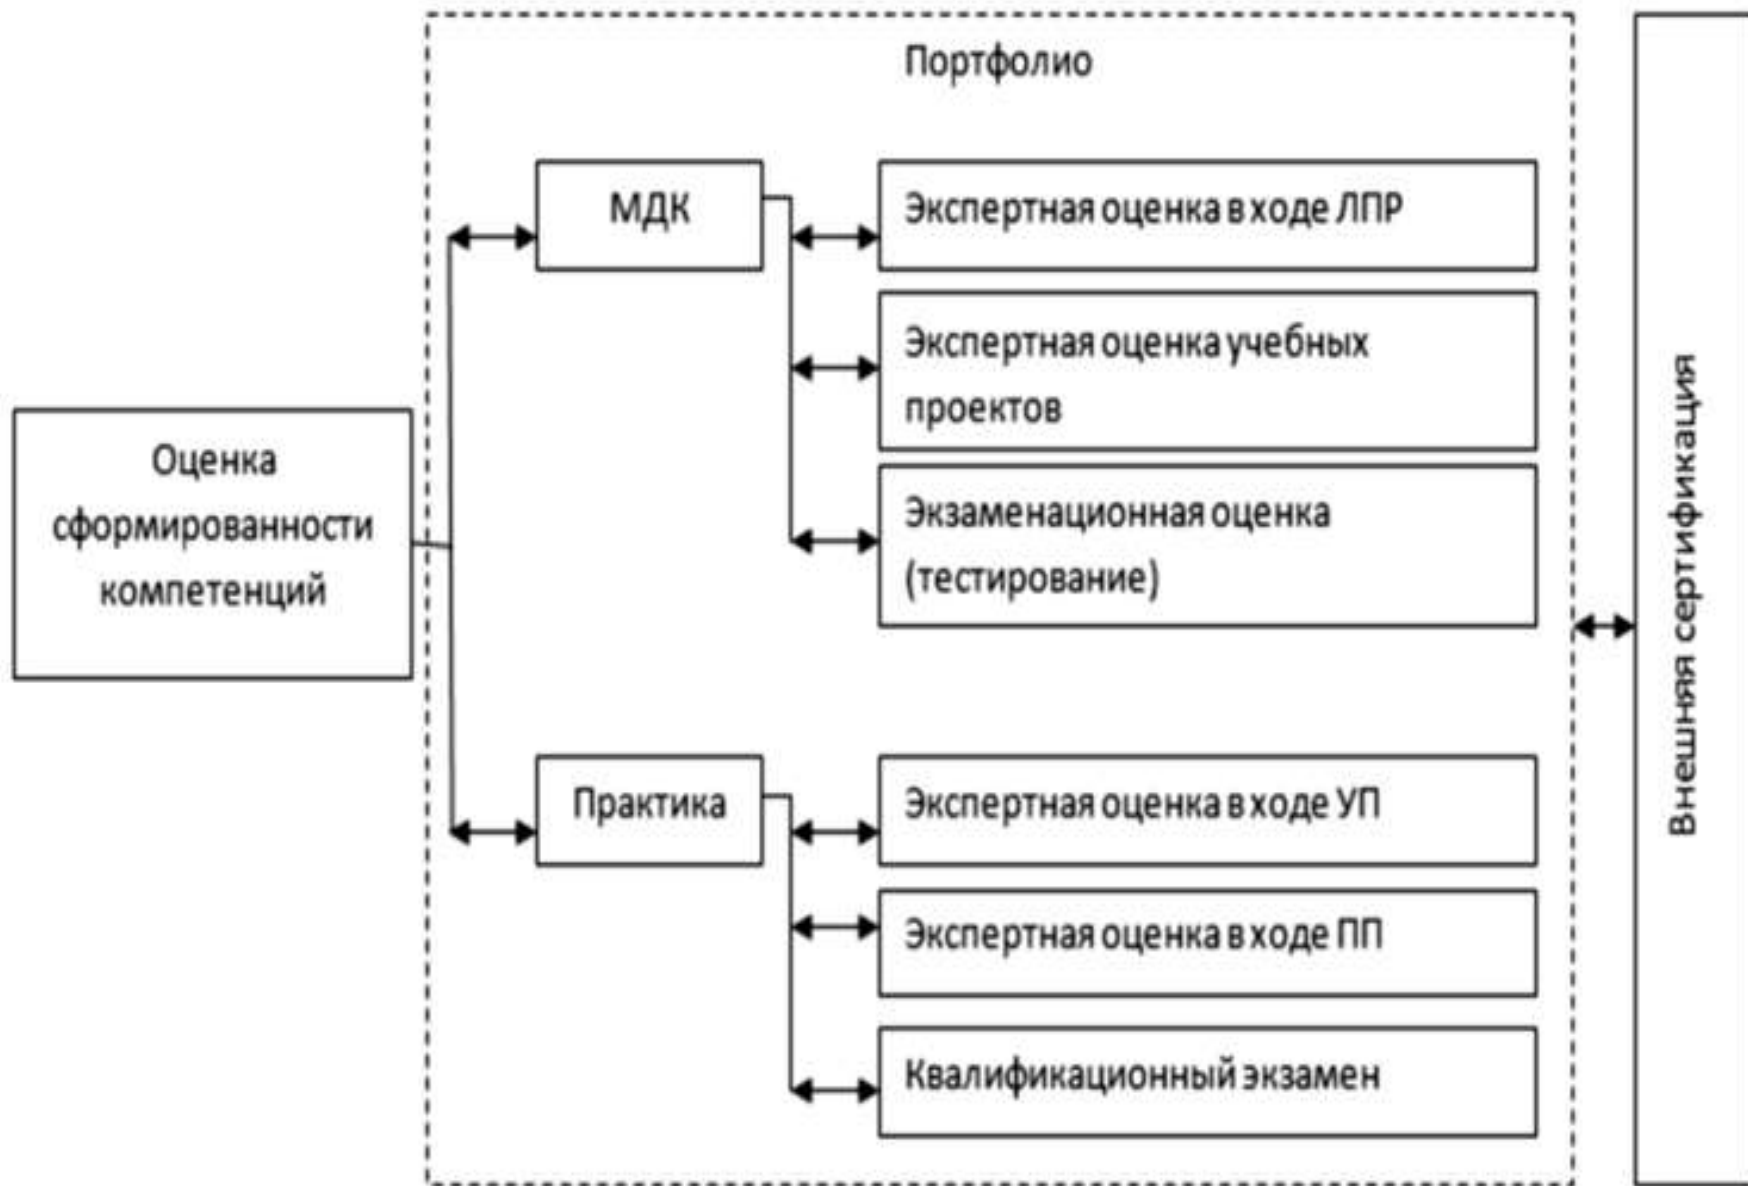 Портфолио
МДК
Экспертная оценка в ходе ЛПР
Экспертная оценка учебных
проектов
Экзаменационная оценка
(тестирование)
Оценка
сформированности
компетенций
Практика
Экспертная оценка в ходе УП
Экспертная оценка в ходе ПП
Квалификационный экзамен
Внешняя сертификация